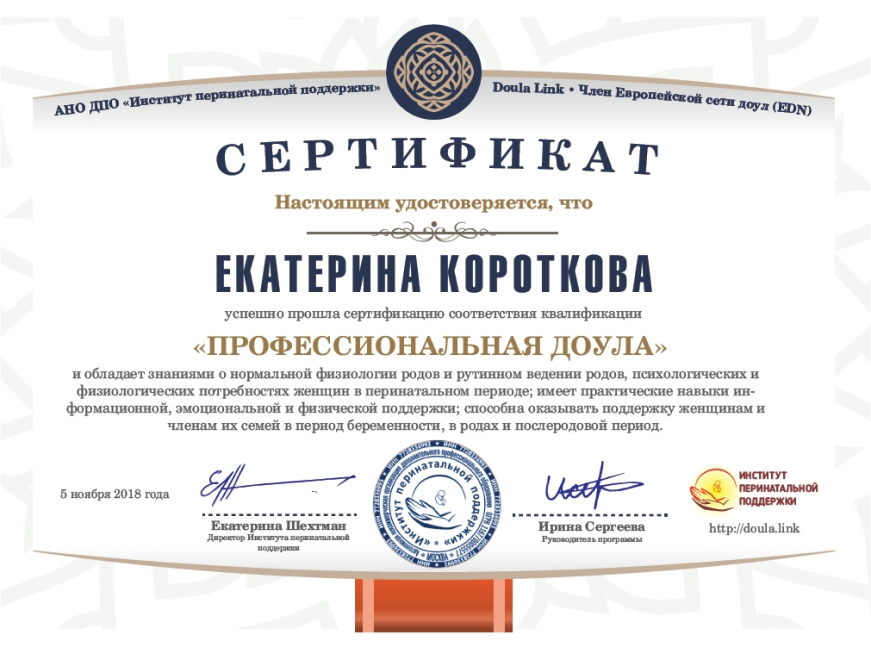 АНО ДПО «Институт перинатальной поддержки»
Doula Link • Член Европейской сети доул (EDN)
СЕРТИФИКАТ
Настоящим удостоверяется, что
ЕКАТЕРИНА КОРОТКОВА
успешно прошла сертификацию соответствия квалификации
«ПРОФЕССИОНАЛЬНАЯ ДОУЛА»
и обладает знаниями о нормальной физиологии родов и рутинном ведении родов, психологических и
физиологических потребностях женщин в перинатальном периоде; имеет практические навыки ин-
формационной, эмоциональной и физической поддержки; способна оказывать поддержку женщинам и
членам их семей в период беременности, в родах и послеродовой период.
5 ноября 2018 года
Екатерина Шехтман
Директор Института перинатальной
поддержки
«Институт перинатальной поддержки»
МОСКВА
Ирина Сергеева
Руководитель программы
ИНСТИТУТ
ПЕРИНАТАЛЬНОЙ
ПОДДЕРЖКИ
http://doula.link